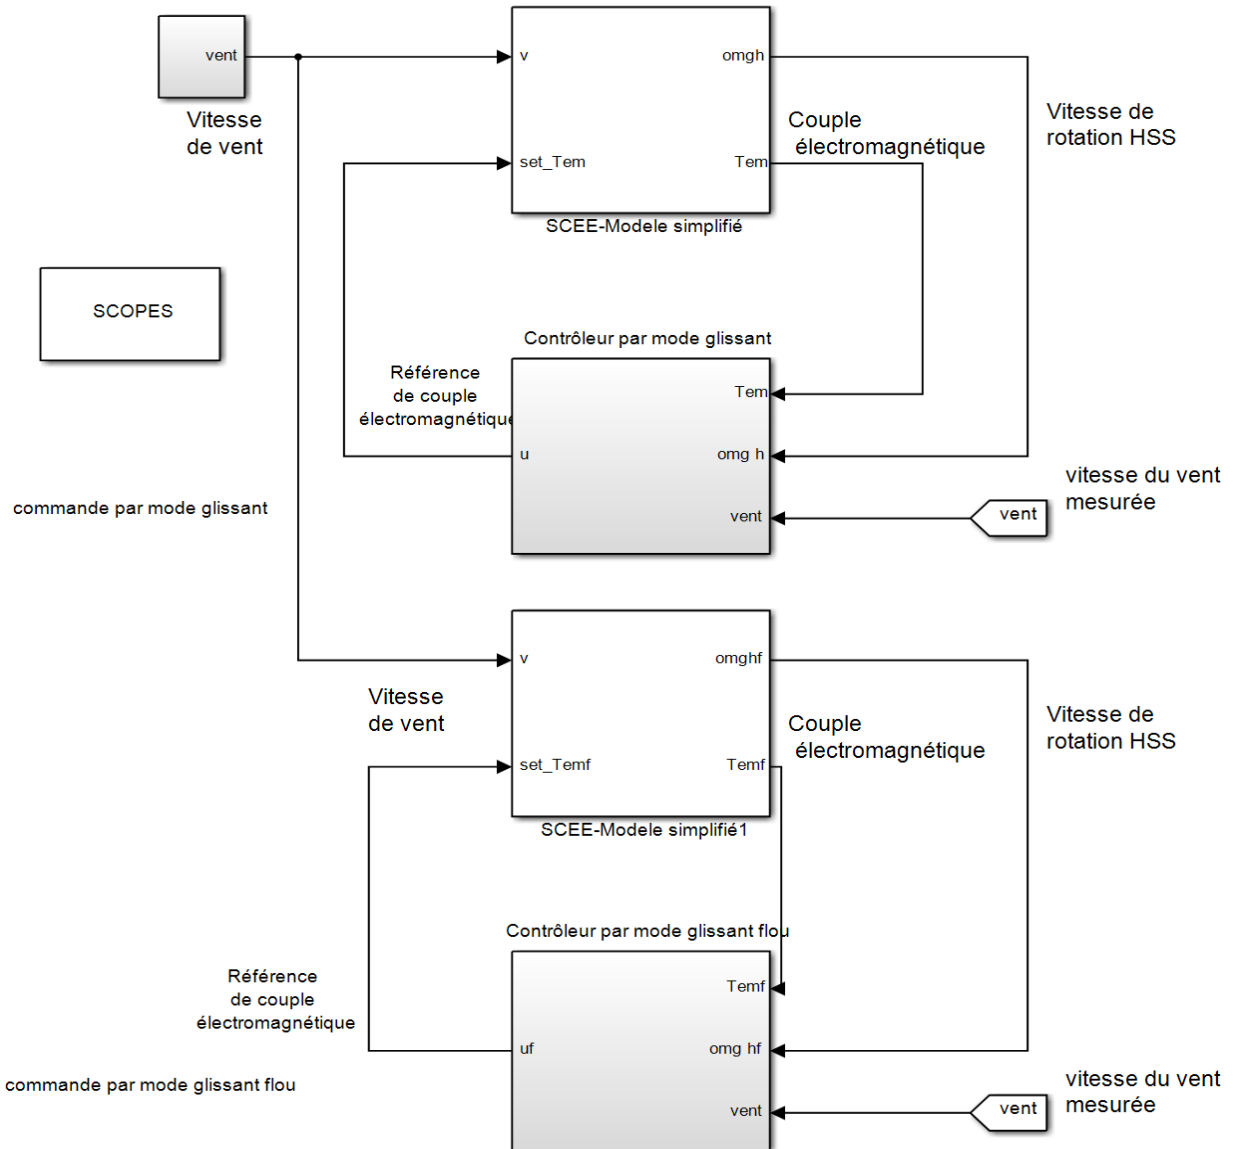 vent
v
omgh
Vitesse
de vent
Couple
électromagnétique
Vitesse de
rotation HSS
set_Tem
Tem
SCEE-Modele simplifié
SCOPES
Contrôleur par mode glissant
Référence
de couple
électromagnétique
Tem
u
omg h
vent
vent
vitesse du vent
mesurée
commande par mode glissant
v
omghf
Vitesse
de vent
Couple
électromagnétique
Vitesse de
rotation HSS
set_Temf
Temf
SCEE-Modele simplifié1
Contrôleur par mode glissant flou
Référence
de couple
électromagnétique
Temf
uf
omg hf
vent
vent
vitesse du vent
mesurée
commande par mode glissant flou